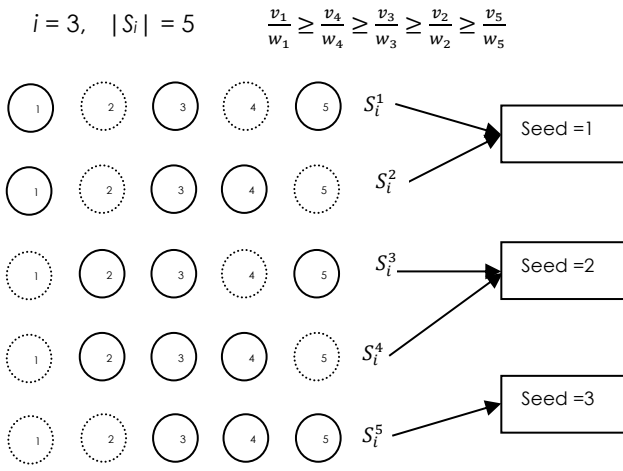 i = 3, |Sᵢ| = 5 v₁/w₁ ≥ v₄/w₄ ≥ v₃/w₃ ≥ v₂/w₂ ≥ v₅/w₅
1 2 3 4 5 Sᵢ¹ Seed =1
1 2 3 4 5 Sᵢ²
1 2 3 4 5 Sᵢ³ Seed =2
1 2 3 4 5 Sᵢ⁴
1 2 3 4 5 Sᵢ⁵ Seed =3